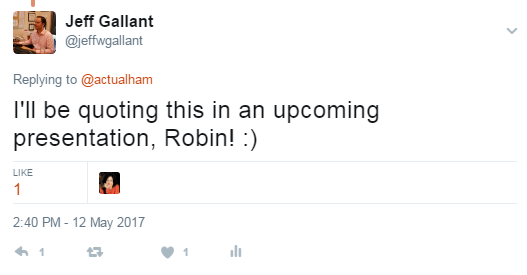 Jeff Gallant
@jeffwgallant
Replying to @actualham
I'll be quoting this in an upcoming
presentation, Robin! :)
LIKE
1
2:40 PM - 12 May 2017
1
1